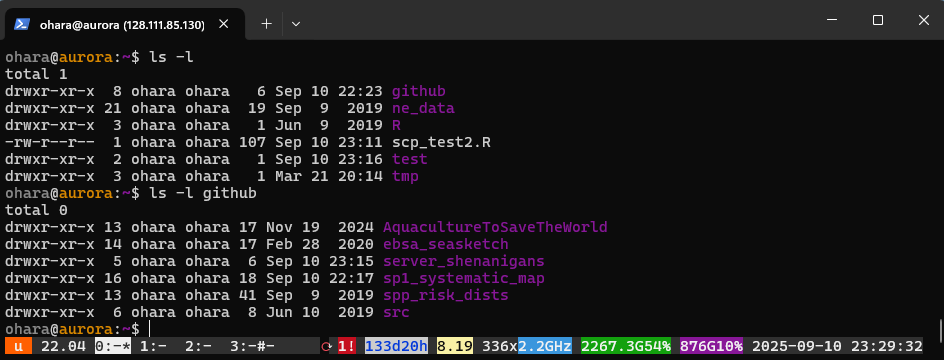 ohara@aurora (128.111.85.130)
ohara@aurora:~$ ls -l
total 1
drwxr-xr-x  8 ohara ohara   6 Sep 10 22:23 github
drwxr-xr-x 21 ohara ohara  19 Sep  9  2019 ne_data
drwxr-xr-x  3 ohara ohara   1 Jun  9  2019 R
-rw-r--r--  1 ohara ohara 107 Sep 10 23:11 scp_test2.R
drwxr-xr-x  2 ohara ohara   1 Sep 10 23:16 test
drwxr-xr-x  3 ohara ohara   1 Mar 21 20:14 tmp
ohara@aurora:~$ ls -l github
total 0
drwxr-xr-x 13 ohara ohara 17 Nov 19  2024 AquacultureToSaveTheWorld
drwxr-xr-x 14 ohara ohara 17 Feb 28  2020 ebsa_seasketch
drwxr-xr-x  5 ohara ohara  6 Sep 10 23:15 server_shenanigans
drwxr-xr-x 16 ohara ohara 18 Sep 10 22:17 sp1_systematic_map
drwxr-xr-x 13 ohara ohara 41 Sep  9  2019 spp_risk_dists
drwxr-xr-x  6 ohara ohara  8 Jun 10  2019 src
ohara@aurora:~$
u 22.04 0:-* 1:- 2:- 3:-#- 1! 133d20h 8.19 336x2.2GHz 2267.3G54% 876G10% 2025-09-10 23:29:32